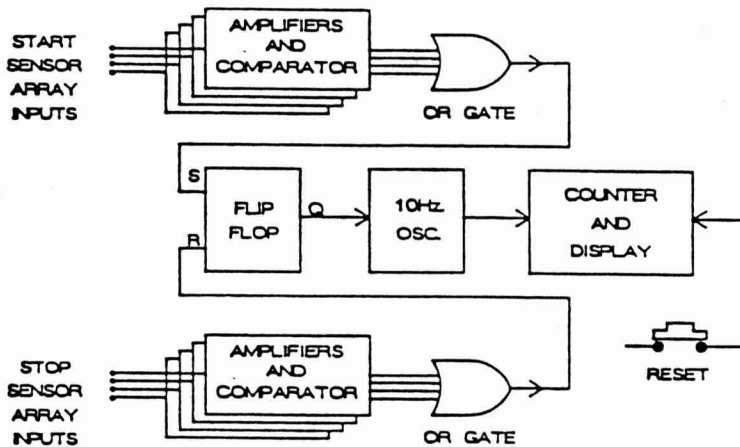 START
SENSOR
ARRAY
INPUTS
AMPLIFIERS
AND
COMPARATOR
OR GATE
S
R
FLIP
FLOP
Q
10Hz.
OSC.
COUNTER
AND
DISPLAY
RESET
STOP
SENSOR
ARRAY
INPUTS
AMPLIFIERS
AND
COMPARATOR
OR GATE